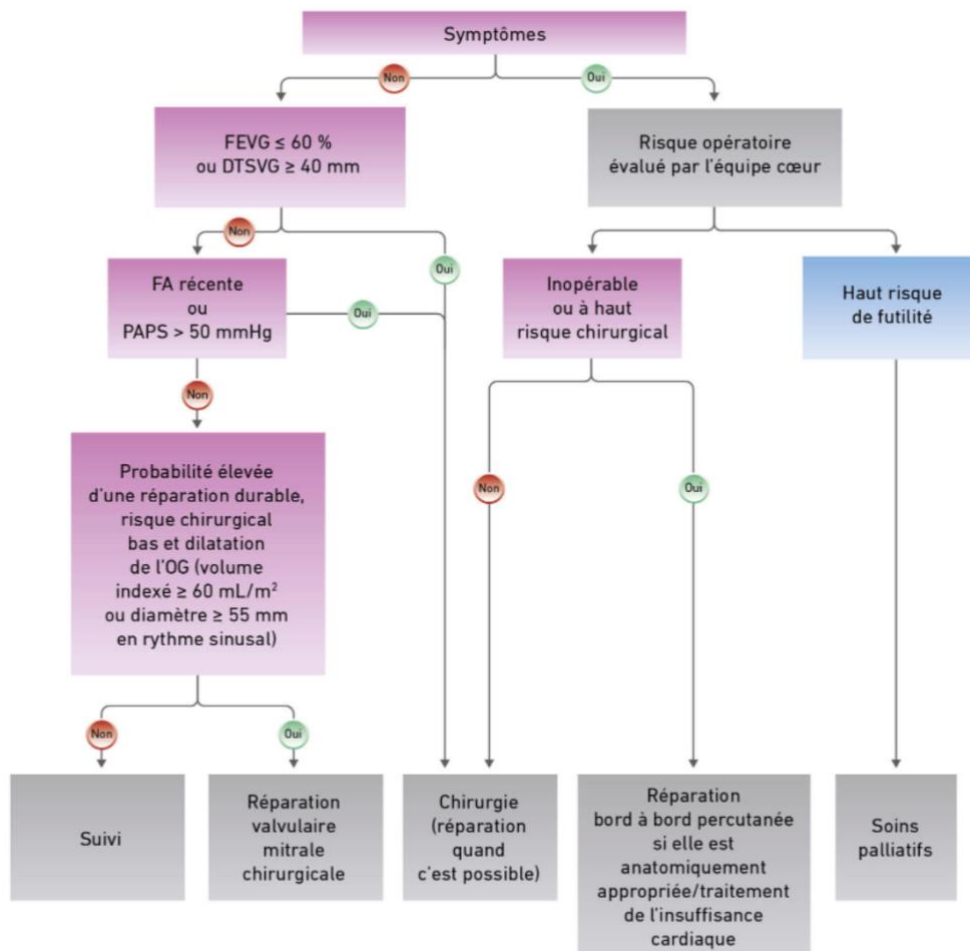 Symptômes
Non
Oui
FEVG ≤ 60 %
ou DTSVG ≥ 40 mm
Risque opératoire
évalué par l'équipe cœur
Non
Oui
FA récente
ou
PAPS > 50 mmHg
Oui
Inopérable
ou à haut
risque chirurgical
Haut risque
de futilité
Non
Probabilité élevée
d'une réparation durable,
risque chirurgical
bas et dilatation
de l'OG (volume
indexé ≥ 60 mL/m²
ou diamètre ≥ 55 mm
en rythme sinusal)
Non
Oui
Non
Oui
Suivi
Réparation
valvulaire
mitrale
chirurgicale
Chirurgie
(réparation
quand
c'est possible)
Réparation
bord à bord percutanée
si elle est
anatomiquement
appropriée/traitement
de l'insuffisance
cardiaque
Soins
palliatifs